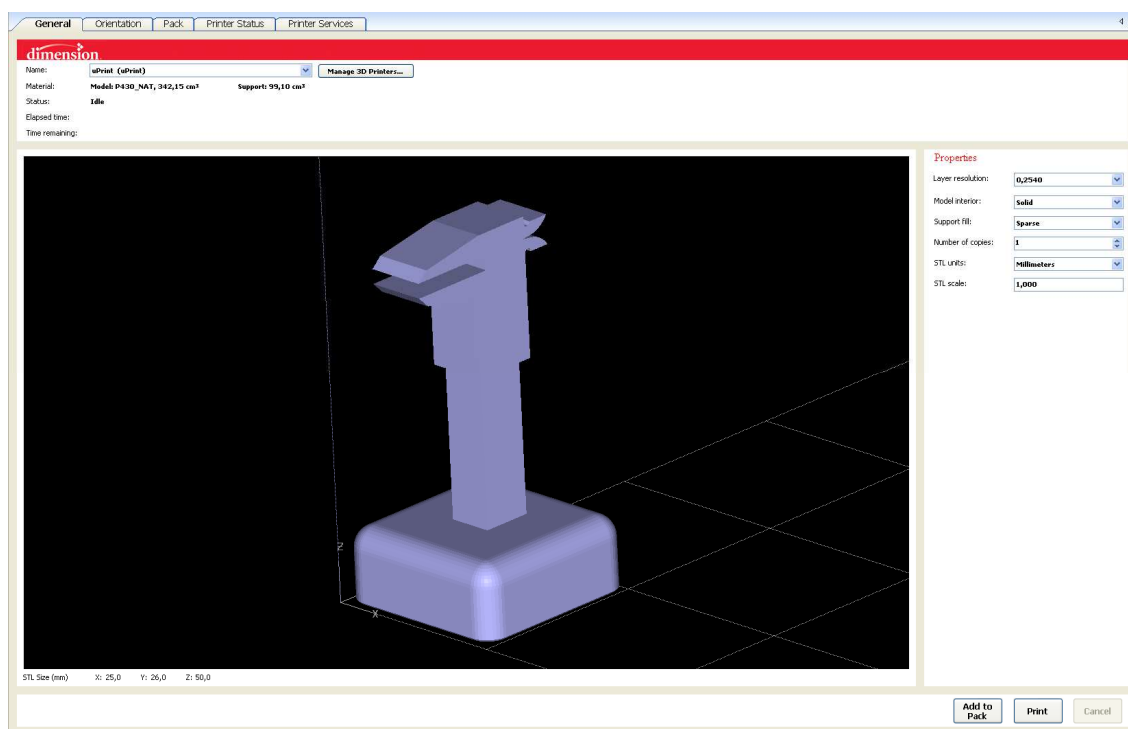 General Orientation Pack Printer Status Printer Services
dimension
Name: uPrint (uPrint) Manage 3D Printers...
Material: Model: P430_NAT, 342,15 cm³ Support: 99,10 cm³
Status: Idle
Elapsed time:
Time remaining:
Properties
Layer resolution: 0,2540
Model interior: Solid
Support fill: Sparse
Number of copies: 1
STL units: Millimeters
STL scale: 1,000
Z
X
STL Size (mm) X: 25,0 Y: 26,0 Z: 50,0
Add to Pack Print Cancel